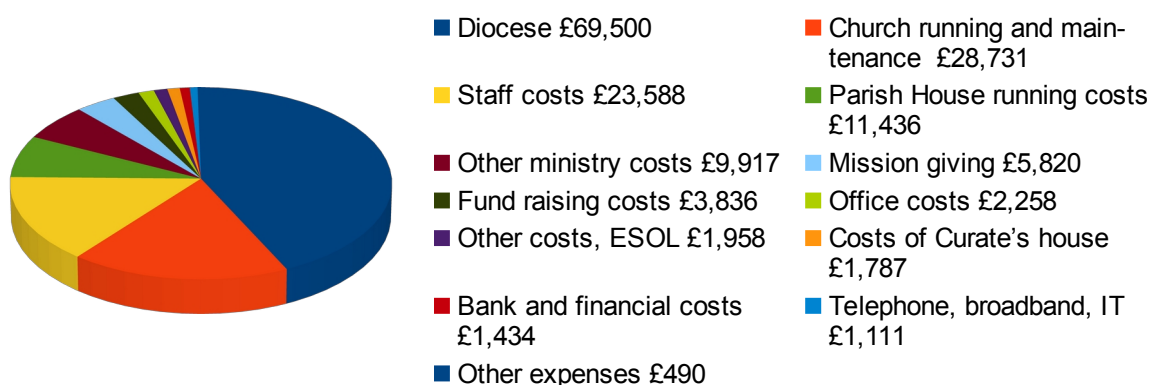 Diocese £69,500
Church running and main-
tenance £28,731
Staff costs £23,588
Parish House running costs
£11,436
Other ministry costs £9,917
Mission giving £5,820
Fund raising costs £3,836
Office costs £2,258
Other costs, ESOL £1,958
Costs of Curate’s house
£1,787
Bank and financial costs
£1,434
Telephone, broadband, IT
£1,111
Other expenses £490